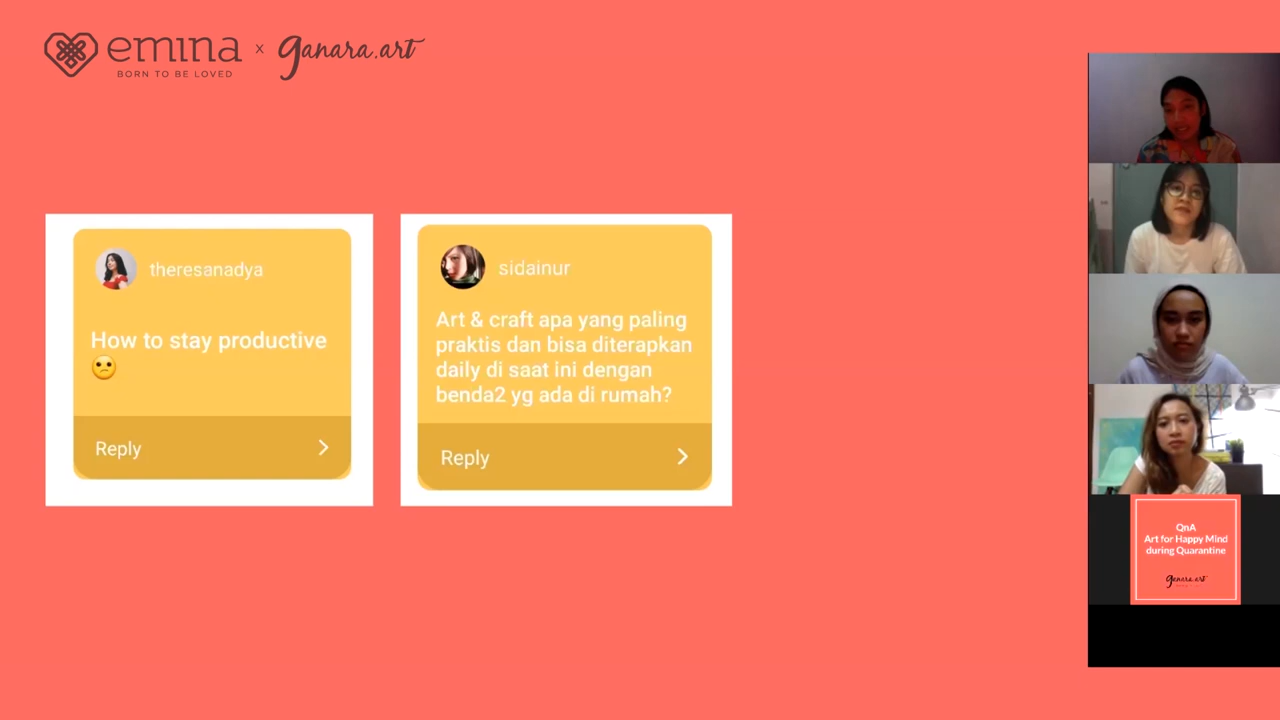 emina x ganara.art
BORN TO BE LOVED
theresanadya
How to stay productive
🙁
Reply
sidainur
Art & craft apa yang paling
praktis dan bisa diterapkan
daily di saat ini dengan
benda2 yg ada di rumah?
Reply
QnA
Art for Happy Mind
during Quarantine
ganara.art